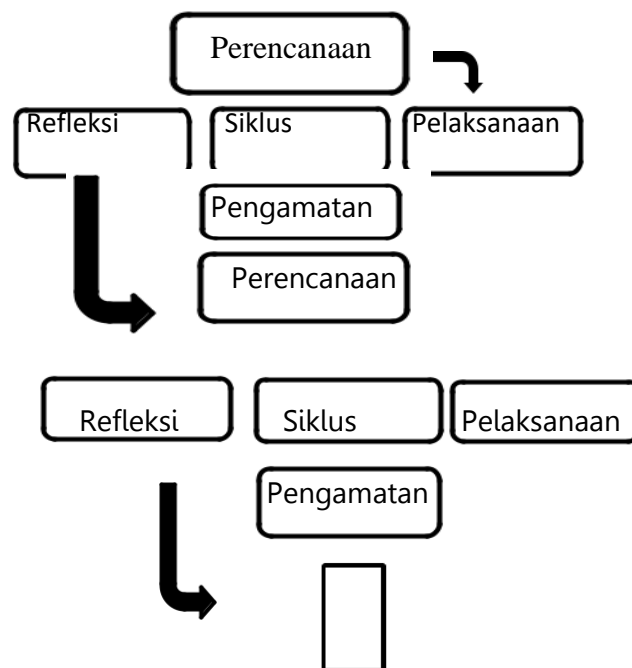 Perencanaan
Refleksi Siklus Pelaksanaan
Pengamatan
Perencanaan
Refleksi Siklus Pelaksanaan
Pengamatan